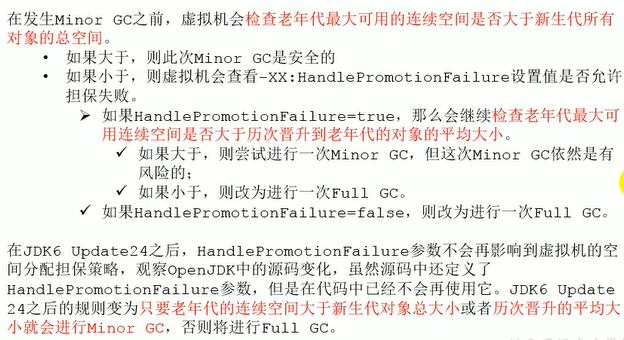 在发生Minor GC之前，虚拟机会检查老年代最大可用的连续空间是否大于新生代所有
对象的总空间。
• 如果大于，则此次Minor GC是安全的
• 如果小于，则虚拟机会查看-XX:HandlePromotionFailure设置值是否允许
担保失败。
➢ 如果HandlePromotionFailure=true，那么会继续检查老年代最大可
用连续空间是否大于历次晋升到老年代的对象的平均大小。
✓ 如果大于，则尝试进行一次Minor GC，但这次Minor GC依然是有
风险的；
✓ 如果小于，则改为进行一次Full GC。
✓ 如果HandlePromotionFailure=false，则改为进行一次Full GC。
在JDK6 Update24之后，HandlePromotionFailure参数不会再影响到虚拟机的空
间分配担保策略，观察OpenJDK中的源码变化，虽然源码中还定义了
HandlePromotionFailure参数，但是在代码中已经不会再使用它。JDK6 Update
24之后的规则变为只要老年代的连续空间大于新生代对象总大小或者历次晋升的平均大
小就会进行Minor GC，否则将进行Full GC。